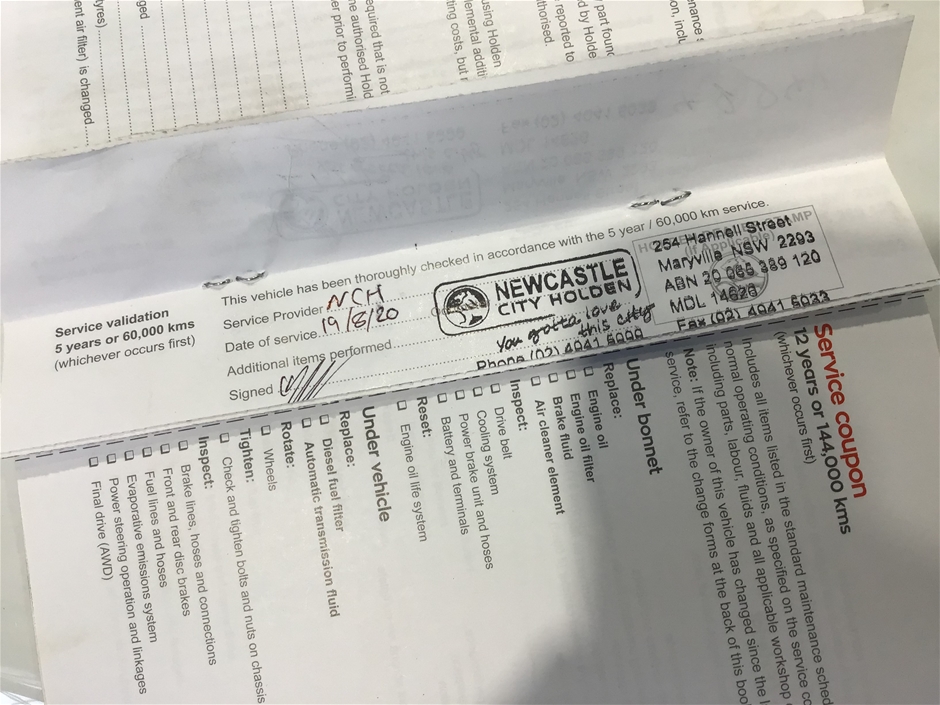 yres)
ent air filter) is changed
equired that is not
ne authorised Hold
er prior to performi
using Holden
lemental additi
ting costs, but
part found
d by Holde
reported to
thorised.
Service validation
5 years or 60,000 kms
(whichever occurs first)
This vehicle has been thoroughly checked in accordance with the 5 year / 60,000 km service.
Service Provider NCH
Date of service 19/8/20
Additional items performed
Signed
NEWCASTLE
CITY HOLDEN
You gotta love
this city
Phone (02) 4041 6000
254 Hannell Street
Maryville NSW 2293
ABN 20 065 389 120
MDL 14628
Fax (02) 4041 6023
Service coupon
12 years or 144,000 kms
(whichever occurs first)
Includes all items listed in the standard maintenance sched
normal operating conditions, as specified on the service co
including parts, labour, fluids and all applicable workshop
Note: If the owner of this vehicle has changed since the l
service, refer to the change forms at the back of this boo
Under bonnet
Replace:
Engine oil
Engine oil filter
Brake fluid
Air cleaner element
Inspect:
Drive belt
Cooling system
Power brake unit and hoses
Battery and terminals
Reset:
Engine oil life system
Under vehicle
Replace:
Diesel fuel filter
Automatic transmission fluid
Rotate:
Wheels
Tighten:
Check and tighten bolts and nuts on chassis
Inspect:
Brake lines, hoses and connections
Front and rear disc brakes
Fuel lines and hoses
Evaporative emissions system
Power steering operation and linkages
Final drive (AWD)